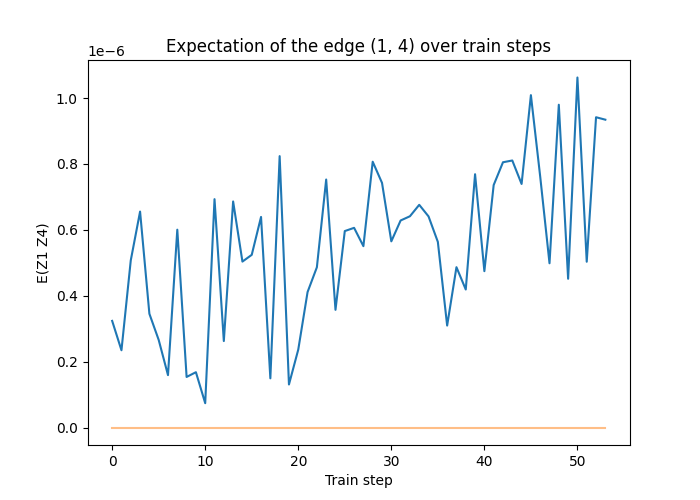 Expectation of the edge (1, 4) over train steps
1e−6
1.0
0.8
0.6
0.4
0.2
0.0
E(Z1 Z4)
0 10 20 30 40 50
Train step